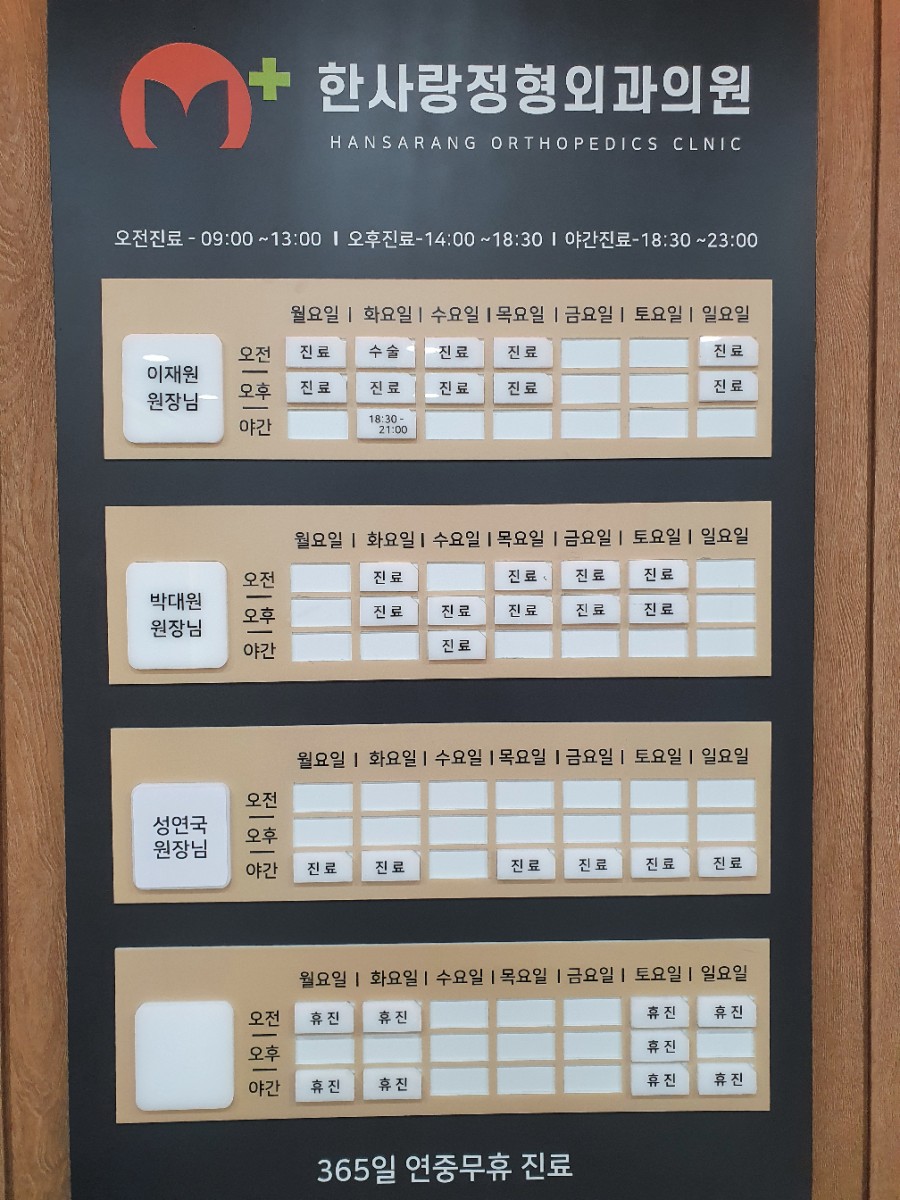 한사랑정형외과의원
HANSARANG ORTHOPEDICS CLNIC
오전진료 - 09:00 ~13:00 I 오후진료-14:00 ~18:30 I 야간진료-18:30 ~23:00
월요일 | 화요일 | 수요일 | 목요일 | 금요일 | 토요일 | 일요일
이재원 원장님
오전 진료 수술 진료 진료 진료
오후 진료 진료 진료 진료 진료
야간 18:30 - 21:00
월요일 | 화요일 | 수요일 | 목요일 | 금요일 | 토요일 | 일요일
박대원 원장님
오전 진료 진료 진료 진료
오후 진료 진료 진료 진료 진료
야간 진료
월요일 | 화요일 | 수요일 | 목요일 | 금요일 | 토요일 | 일요일
성연국 원장님
오전
오후
야간 진료 진료 진료 진료 진료 진료
월요일 | 화요일 | 수요일 | 목요일 | 금요일 | 토요일 | 일요일
오전 휴진 휴진 휴진 휴진
오후 휴진
야간 휴진 휴진 휴진 휴진
365일 연중무휴 진료